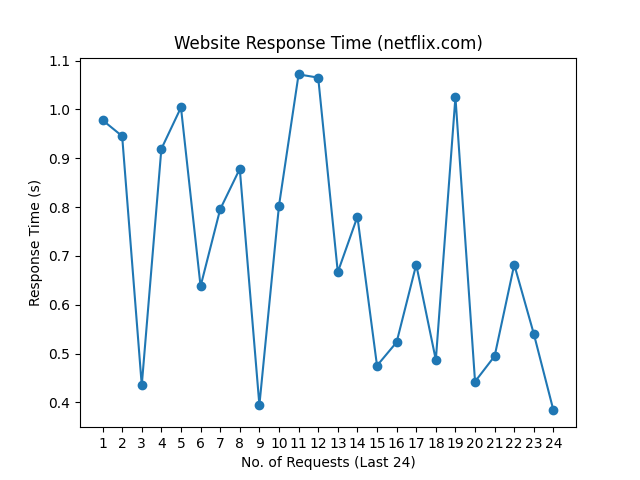 Website Response Time (netflix.com)
1.1
1.0
0.9
0.8
0.7
0.6
0.5
0.4
Response Time (s)
1 2 3 4 5 6 7 8 9 10 11 12 13 14 15 16 17 18 19 20 21 22 23 24
No. of Requests (Last 24)